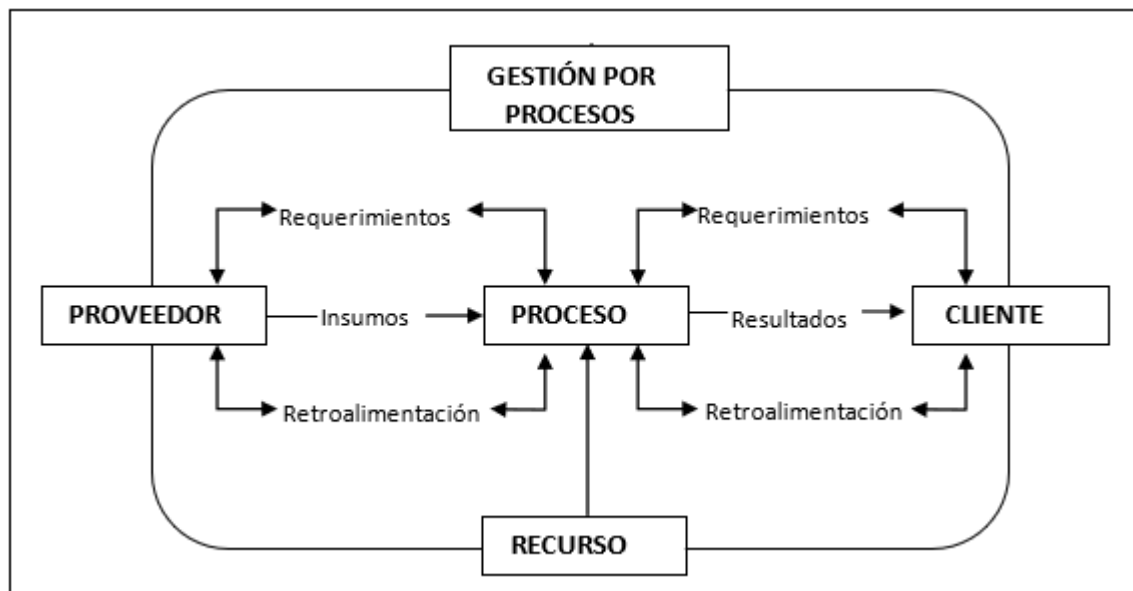 GESTIÓN POR
PROCESOS
Requerimientos
Requerimientos
PROVEEDOR
Insumos
PROCESO
Resultados
CLIENTE
Retroalimentación
Retroalimentación
RECURSO